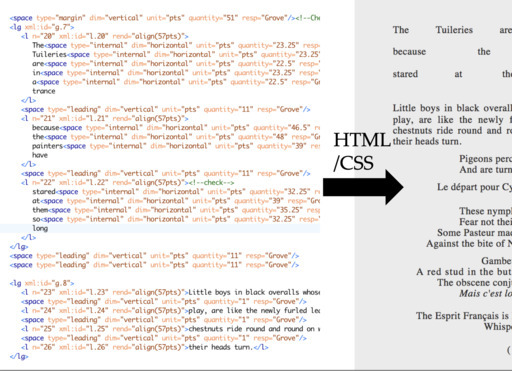 <space type="margin" dim="vertical" unit="pts" quantity="51" resp="Grove"/><!--Che
<lg xml:id="g.7">
<l n="20" xml:id="l.20" rend="align(57pts)">
The<space type="internal" dim="horizontal" unit="pts" quantity="23.25" resp=
Tuileries<space type="internal" dim="horizontal" unit="pts" quantity="23.25
are<space type="internal" dim="horizontal" unit="pts" quantity="22.5" resp=
in<space type="internal" dim="horizontal" unit="pts" quantity="23.25" resp=
a<space type="internal" dim="horizontal" unit="pts" quantity="22.5" resp="Gr
trance
</l>
<space type="leading" dim="vertical" unit="pts" quantity="11" resp="Grove"/>
<l n="21" xml:id="l.21" rend="align(57pts)">
because<space type="internal" dim="horizontal" unit="pts" quantity="46.5" r
the<space type="internal" dim="horizontal" unit="pts" quantity="48" resp="G
painters<space type="internal" dim="horizontal" unit="pts" quantity="39" re
have
</l>
<space type="leading" dim="vertical" unit="pts" quantity="11" resp="Grove"/>
<l n="22" xml:id="l.22" rend="align(57pts)"><!--check-->
stared<space type="internal" dim="horizontal" unit="pts" quantity="32.25" r
at<space type="internal" dim="horizontal" unit="pts" quantity="39" resp="Gr
them<space type="internal" dim="horizontal" unit="pts" quantity="35.25" resp
so<space type="internal" dim="horizontal" unit="pts" quantity="32.25" resp=
long
</l>
</lg>
<space type="leading" dim="vertical" unit="pts" quantity="11" resp="Grove"/>
<space type="leading" dim="vertical" unit="pts" quantity="11" resp="Grove"/>
<lg xml:id="g.8">
<l n="23" xml:id="l.23" rend="align(57pts)">Little boys in black overalls whose
<space type="leading" dim="vertical" unit="pts" quantity="1" resp="Grove"/>
<l n="24" xml:id="l.24" rend="align(57pts)">play, are like the newly furled lea
<space type="leading" dim="vertical" unit="pts" quantity="1" resp="Grove"/>
<l n="25" xml:id="l.25" rend="align(57pts)">chestnuts ride round and round on w
<space type="leading" dim="vertical" unit="pts" quantity="1" resp="Grove"/>
<l n="26" xml:id="l.26" rend="align(57pts)">their heads turn.</l>
</lg>
HTML
/CSS
The Tuileries are
because the
stared at the
Little boys in black overal
play, are like the newly f
chestnuts ride round and ro
their heads turn.
Pigeons perc
And are turn
Le départ pour Cy
These nymph
Fear not their
Some Pasteur mac
Against the bite of N
Gambe
A red stud in the butt
The obscene conju
Mais c'est lo
The Esprit Français is
Whispe
(